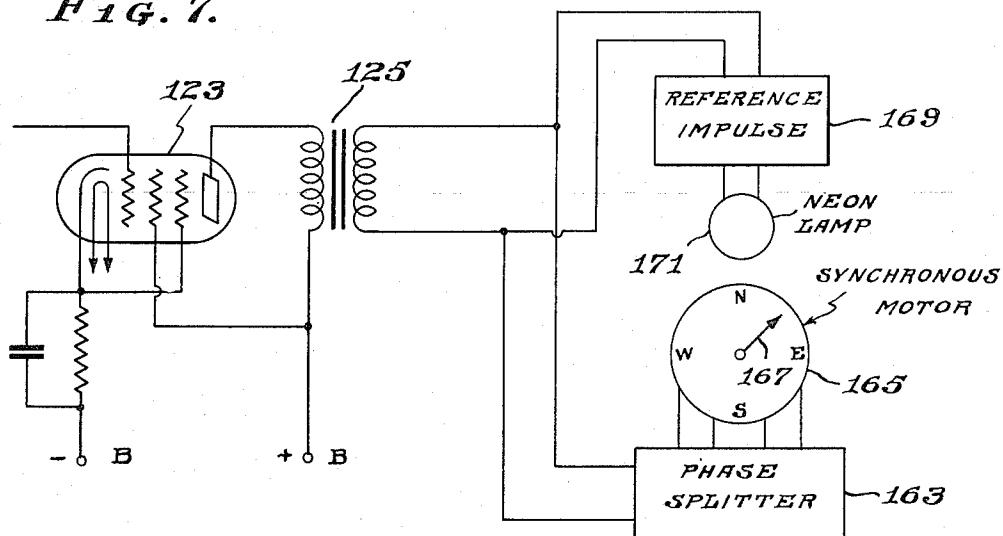 FIG. 7.
123
125
REFERENCE
IMPULSE
169
NEON
LAMP
171
SYNCHRONOUS
MOTOR
N
W
E
S
167
165
- B
+ B
PHASE
SPLITTER
163